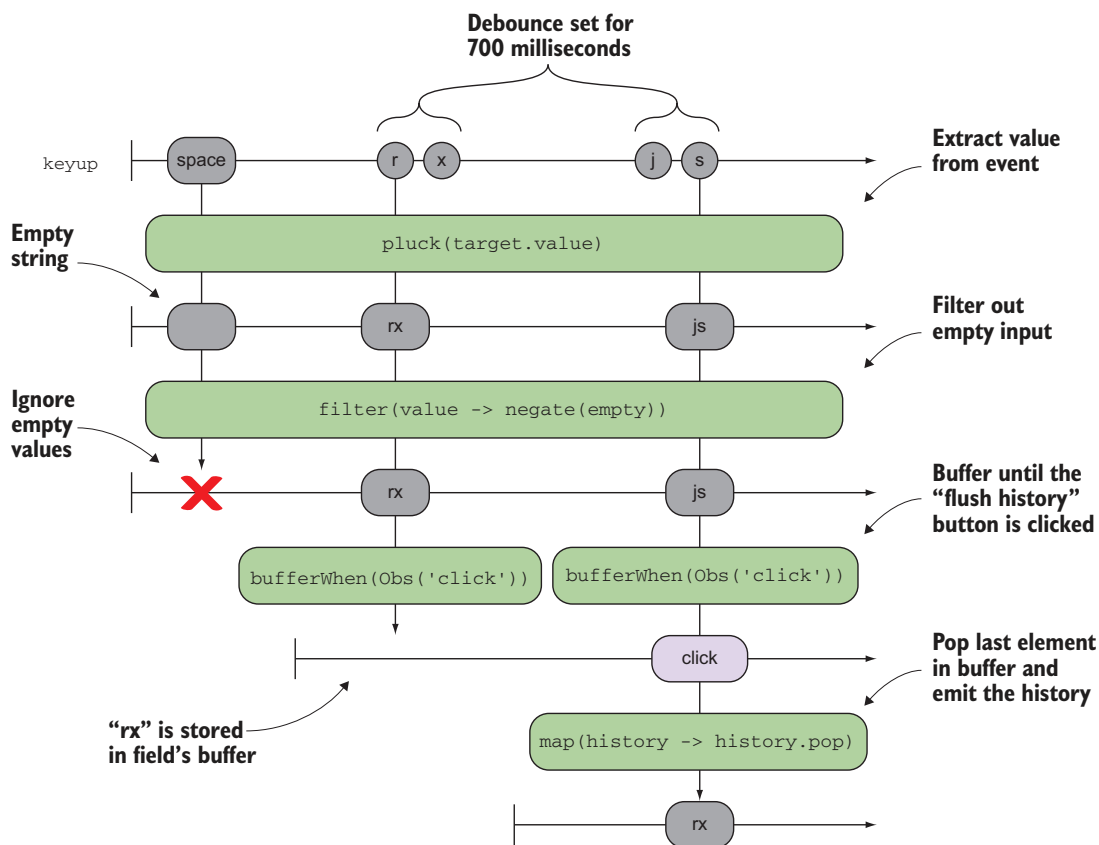 Debounce set for
700 milliseconds
keyup
space
r
x
j
s
Extract value
from event
pluck(target.value)
Empty
string
rx
js
Filter out
empty input
filter(value -> negate(empty))
Ignore
empty
values
rx
js
Buffer until the
“flush history”
button is clicked
bufferWhen(Obs('click'))
bufferWhen(Obs('click'))
click
Pop last element
in buffer and
emit the history
“rx” is stored
in field’s buffer
map(history -> history.pop)
rx